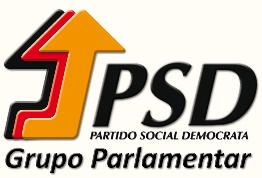 PSD
PARTIDO SOCIAL DEMOCRATA
Grupo Parlamentar